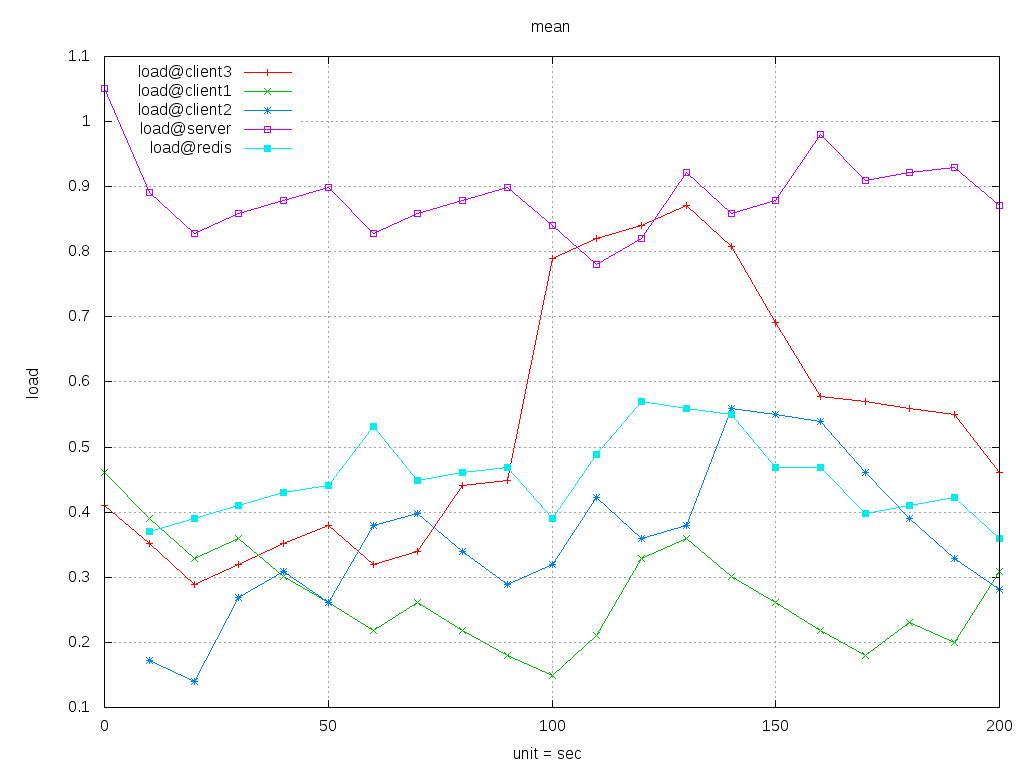 mean
1.1
1
0.9
0.8
0.7
0.6
0.5
0.4
0.3
0.2
0.1
load
load@client3
load@client1
load@client2
load@server
load@redis
0 50 100 150 200
unit = sec